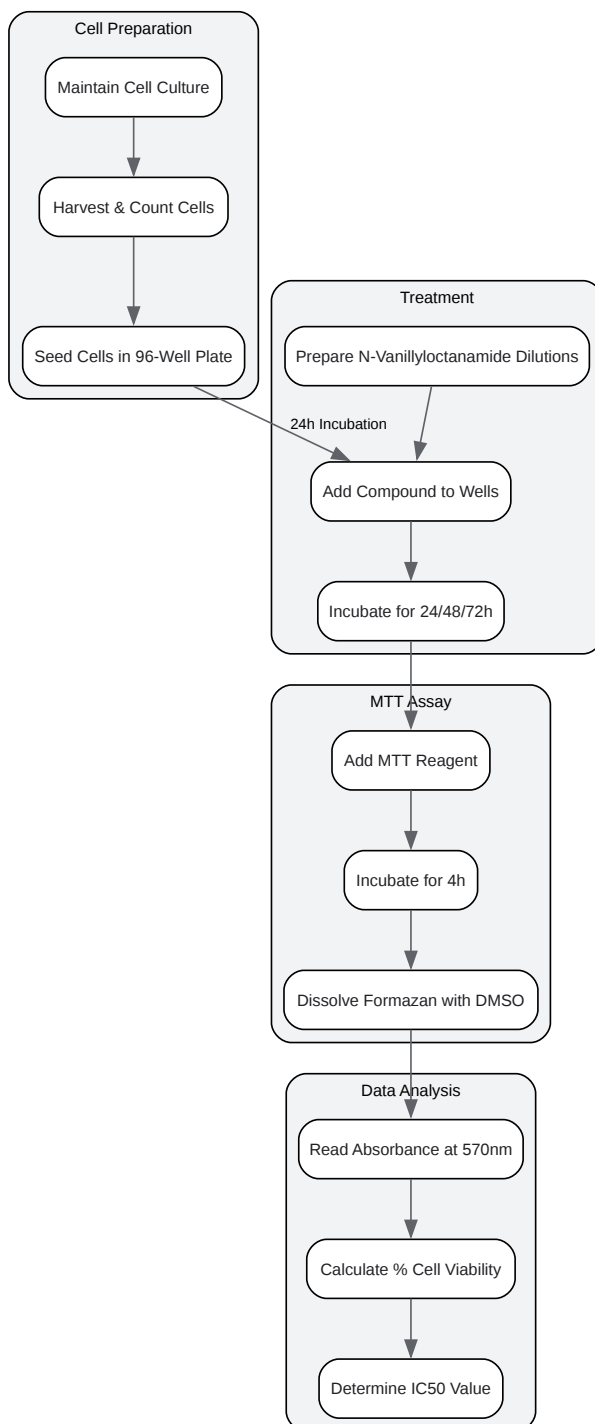 Cell Preparation
Maintain Cell Culture
Harvest & Count Cells
Seed Cells in 96-Well Plate
Treatment
Prepare N-Vanillyloctanamide Dilutions
24h Incubation
Add Compound to Wells
Incubate for 24/48/72h
MTT Assay
Add MTT Reagent
Incubate for 4h
Dissolve Formazan with DMSO
Data Analysis
Read Absorbance at 570nm
Calculate % Cell Viability
Determine IC50 Value